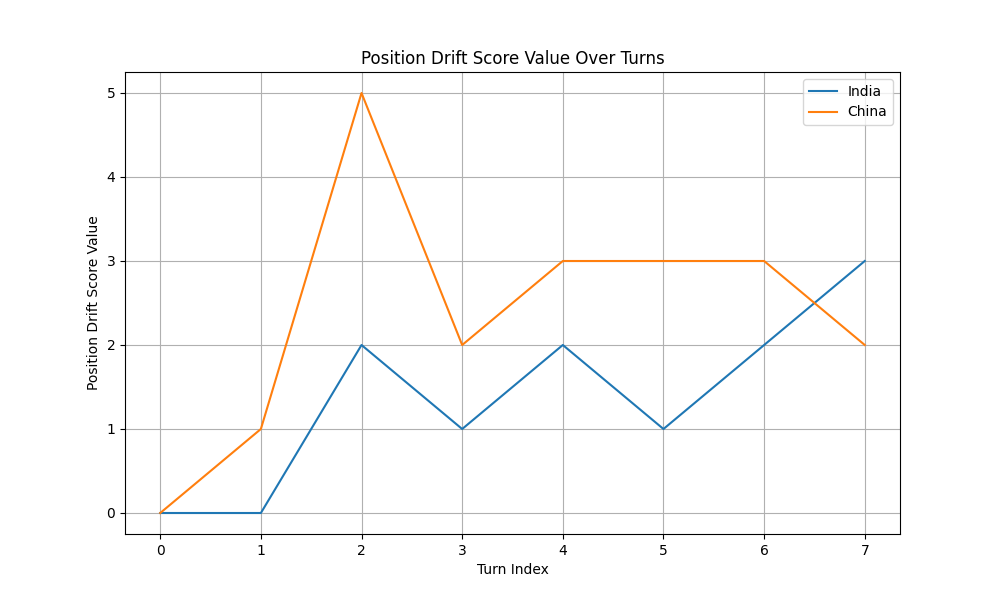 Position Drift Score Value Over Turns
India
China
Position Drift Score Value
5
4
3
2
1
0
0 1 2 3 4 5 6 7
Turn Index